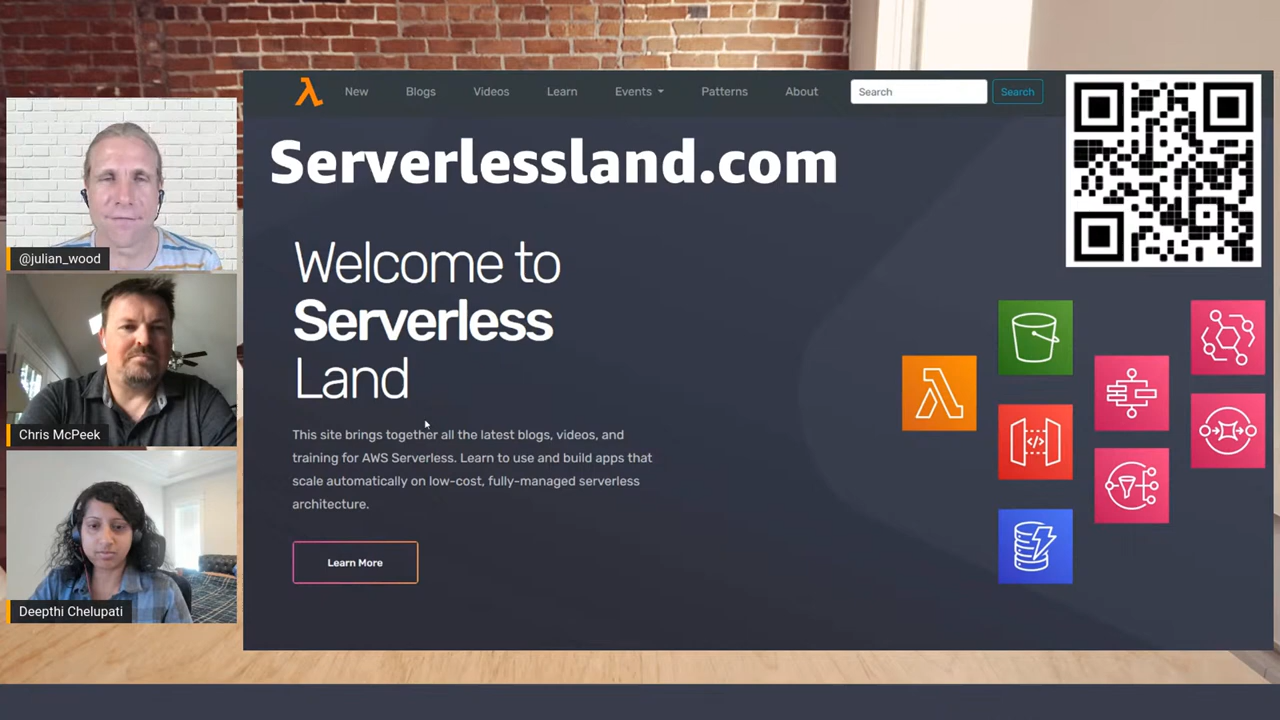 New
Blogs
Videos
Learn
Events
Patterns
About
Search
Search
Serverlessland.com
Welcome to
Serverless
Land
This site brings together all the latest blogs, videos, and
training for AWS Serverless. Learn to use and build apps that
scale automatically on low-cost, fully-managed serverless
architecture.
Learn More
@julian_wood
Chris McPeek
Deepthi Chelupati